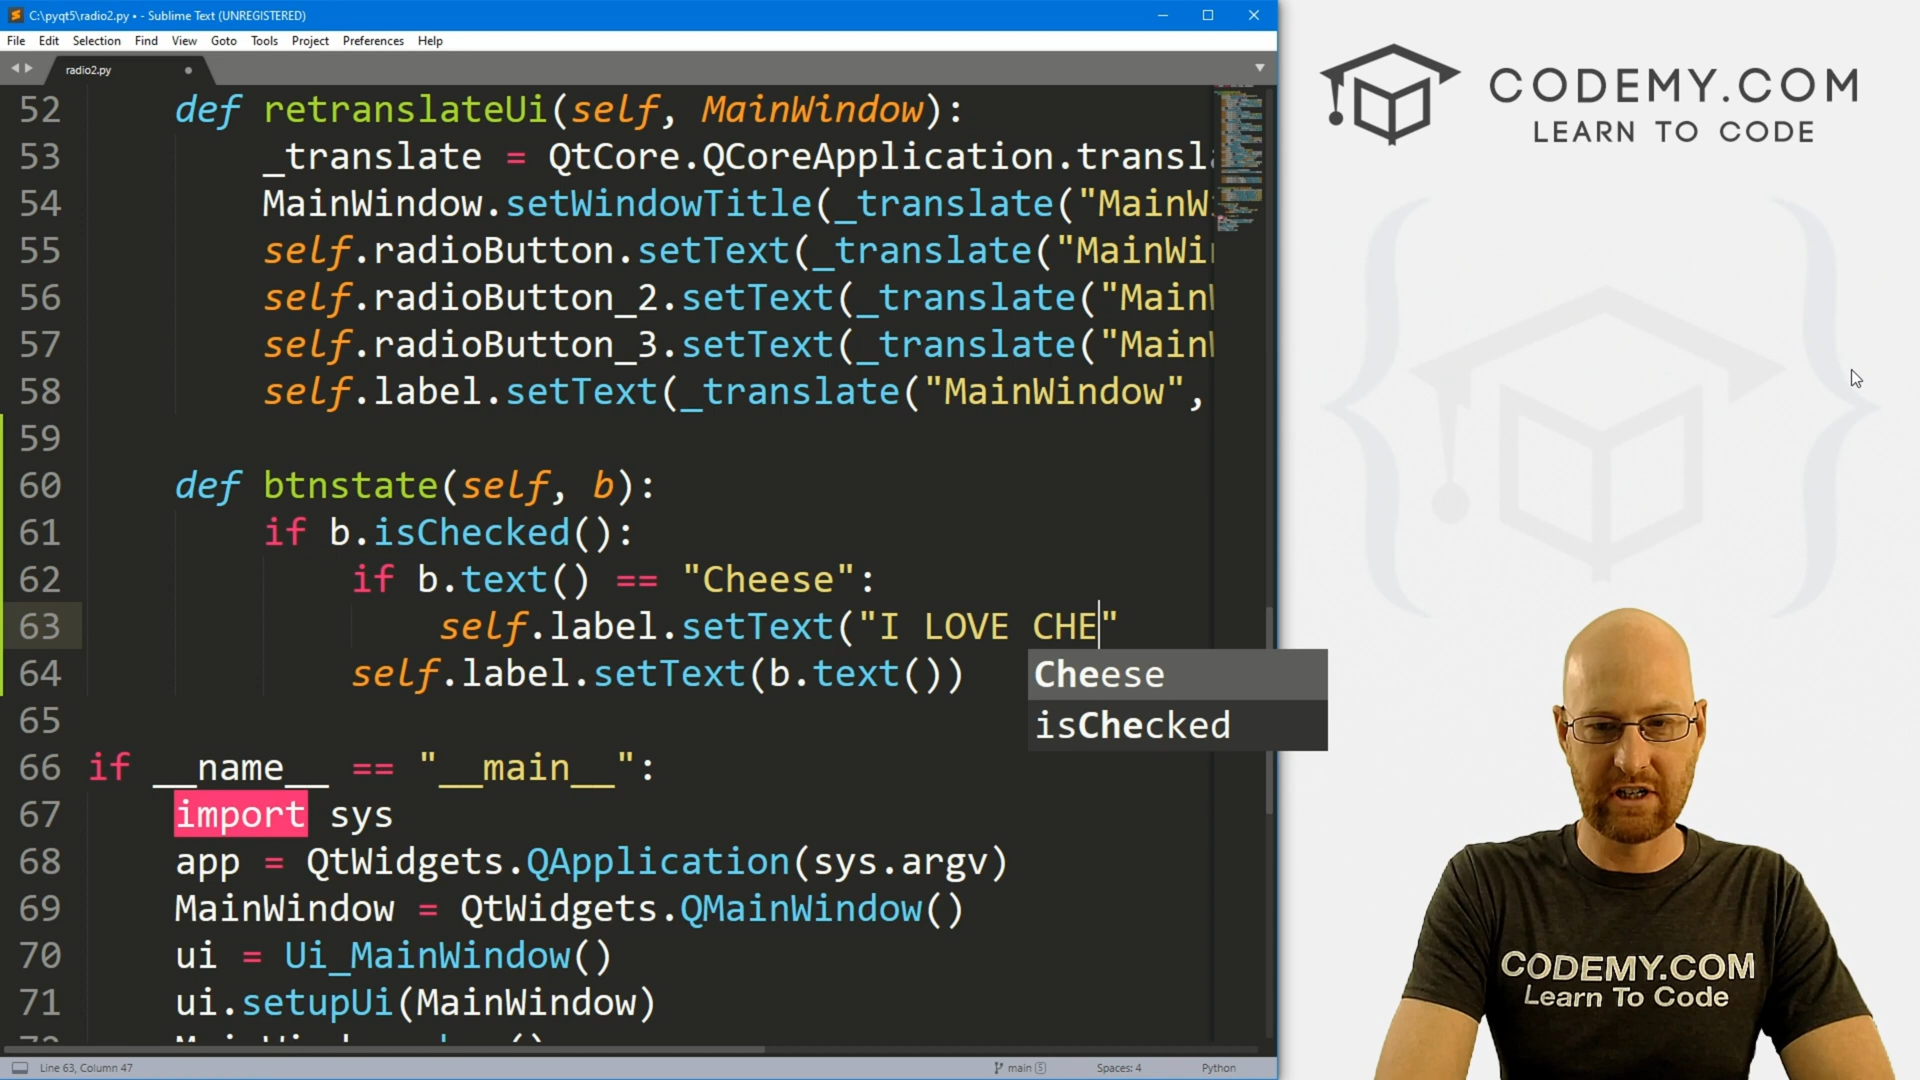 C:\pyqt5\radio2.py • - Sublime Text (UNREGISTERED)
File Edit Selection Find View Goto Tools Project Preferences Help
radio2.py
52 def retranslateUi(self, MainWindow):
53 _translate = QtCore.QCoreApplication.transl
54 MainWindow.setWindowTitle(_translate("MainW
55 self.radioButton.setText(_translate("MainWi
56 self.radioButton_2.setText(_translate("Main
57 self.radioButton_3.setText(_translate("Main
58 self.label.setText(_translate("MainWindow",
59
60 def btnstate(self, b):
61 if b.isChecked():
62 if b.text() == "Cheese":
63 self.label.setText("I LOVE CHE"
64 self.label.setText(b.text())
Cheese
isChecked
65
66 if __name__ == "__main__":
67 import sys
68 app = QtWidgets.QApplication(sys.argv)
69 MainWindow = QtWidgets.QMainWindow()
70 ui = Ui_MainWindow()
71 ui.setupUi(MainWindow)
Line 63, Column 47
main 5
Spaces: 4
Python
CODEMY.COM
LEARN TO CODE
CODEMY.COM
Learn To Code